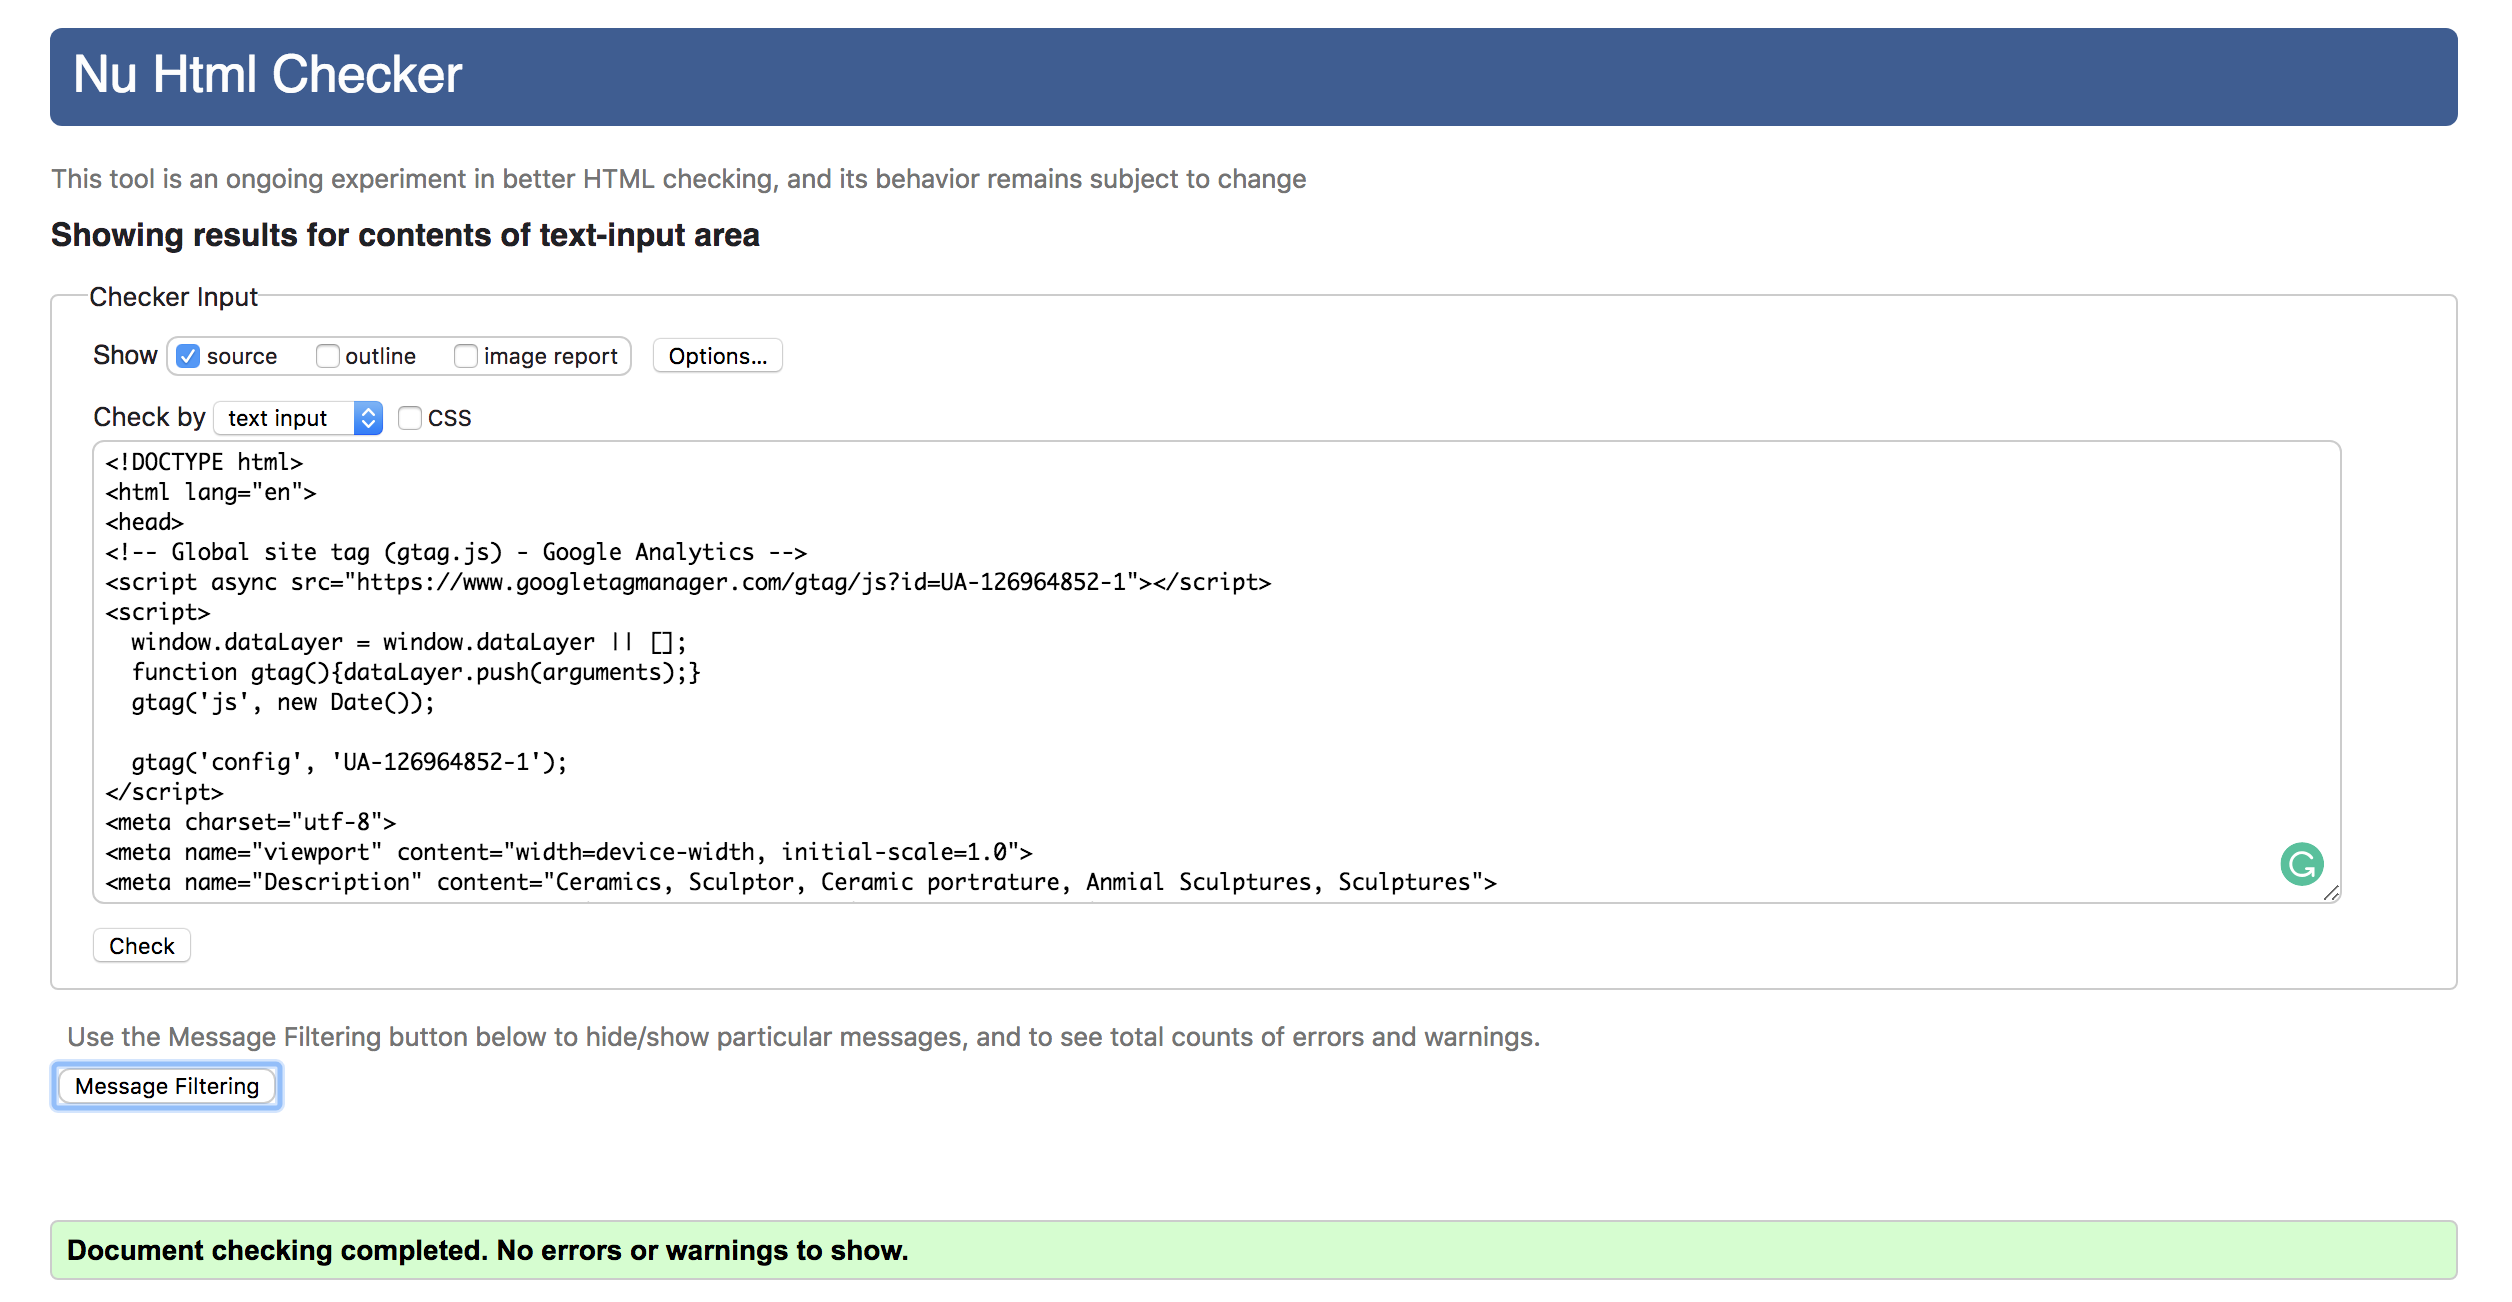 Nu Html Checker
This tool is an ongoing experiment in better HTML checking, and its behavior remains subject to change
Showing results for contents of text-input area
Checker Input
Show source outline image report Options...
Check by text input CSS
<!DOCTYPE html>
<html lang="en">
<head>
<!-- Global site tag (gtag.js) - Google Analytics -->
<script async src="https://www.googletagmanager.com/gtag/js?id=UA-126964852-1"></script>
<script>
  window.dataLayer = window.dataLayer || [];
  function gtag(){dataLayer.push(arguments);}
  gtag('js', new Date());
  gtag('config', 'UA-126964852-1');
</script>
<meta charset="utf-8">
<meta name="viewport" content="width=device-width, initial-scale=1.0">
<meta name="Description" content="Ceramics, Sculptor, Ceramic portrature, Anmial Sculptures, Sculptures">
Check
Use the Message Filtering button below to hide/show particular messages, and to see total counts of errors and warnings.
Message Filtering
Document checking completed. No errors or warnings to show.